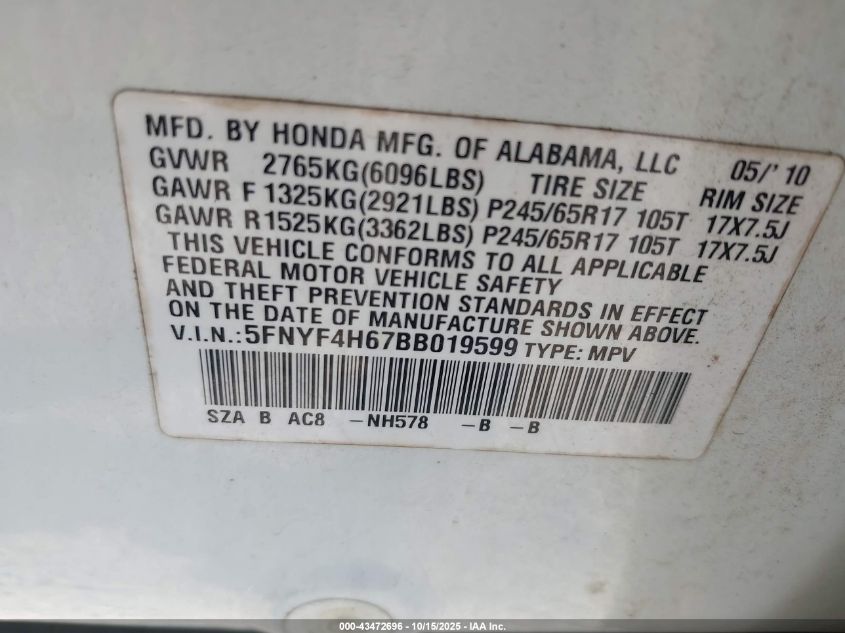 MFD. BY HONDA MFG. OF ALABAMA, LLC 05/'10
GVWR 2765KG(6096LBS) TIRE SIZE RIM SIZE
GAWR F 1325KG(2921LBS) P245/65R17 105T 17X7.5J
GAWR R1525KG(3362LBS) P245/65R17 105T 17X7.5J
THIS VEHICLE CONFORMS TO ALL APPLICABLE
FEDERAL MOTOR VEHICLE SAFETY
AND THEFT PREVENTION STANDARDS IN EFFECT
ON THE DATE OF MANUFACTURE SHOWN ABOVE.
V.I.N.:5FNYF4H67BB019599 TYPE: MPV
SZA B AC8 -NH578 -B -B
000-43472696 - 10/15/2025 - IAA Inc.